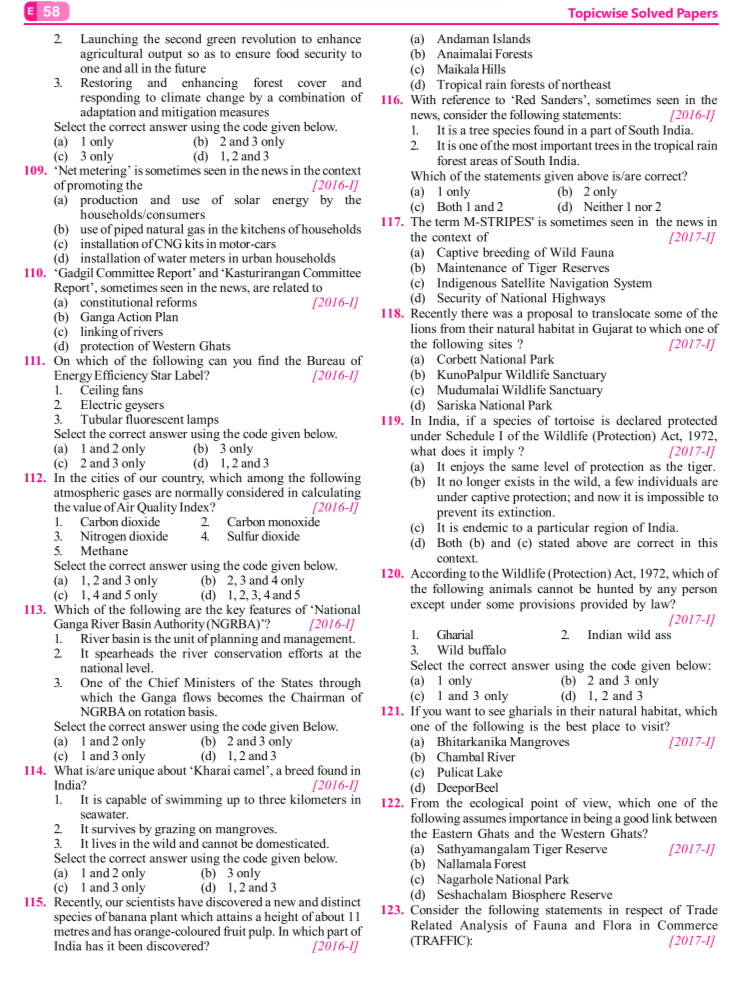 E 58
Topicwise Solved Papers
2. Launching the second green revolution to enhance
agricultural output so as to ensure food security to
one and all in the future
3. Restoring and enhancing forest cover and
responding to climate change by a combination of
adaptation and mitigation measures
Select the correct answer using the code given below.
(a) 1 only (b) 2 and 3 only
(c) 3 only (d) 1, 2 and 3
109. ‘Net metering’ is sometimes seen in the news in the context
of promoting the [2016-I]
(a) production and use of solar energy by the
households/consumers
(b) use of piped natural gas in the kitchens of households
(c) installation of CNG kits in motor-cars
(d) installation of water meters in urban households
110. ‘Gadgil Committee Report’ and ‘Kasturirangan Committee
Report’, sometimes seen in the news, are related to
(a) constitutional reforms [2016-I]
(b) Ganga Action Plan
(c) linking of rivers
(d) protection of Western Ghats
111. On which of the following can you find the Bureau of
Energy Efficiency Star Label? [2016-I]
1. Ceiling fans
2. Electric geysers
3. Tubular fluorescent lamps
Select the correct answer using the code given below.
(a) 1 and 2 only (b) 3 only
(c) 2 and 3 only (d) 1, 2 and 3
112. In the cities of our country, which among the following
atmospheric gases are normally considered in calculating
the value of Air Quality Index? [2016-I]
1. Carbon dioxide 2. Carbon monoxide
3. Nitrogen dioxide 4. Sulfur dioxide
5. Methane
Select the correct answer using the code given below.
(a) 1, 2 and 3 only (b) 2, 3 and 4 only
(c) 1, 4 and 5 only (d) 1, 2, 3, 4 and 5
113. Which of the following are the key features of ‘National
Ganga River Basin Authority (NGRBA)’? [2016-I]
1. River basin is the unit of planning and management.
2. It spearheads the river conservation efforts at the
national level.
3. One of the Chief Ministers of the States through
which the Ganga flows becomes the Chairman of
NGRBA on rotation basis.
Select the correct answer using the code given Below.
(a) 1 and 2 only (b) 2 and 3 only
(c) 1 and 3 only (d) 1, 2 and 3
114. What is/are unique about ‘Kharai camel’, a breed found in
India? [2016-I]
1. It is capable of swimming up to three kilometers in
seawater.
2. It survives by grazing on mangroves.
3. It lives in the wild and cannot be domesticated.
Select the correct answer using the code given below.
(a) 1 and 2 only (b) 3 only
(c) 1 and 3 only (d) 1, 2 and 3
115. Recently, our scientists have discovered a new and distinct
species of banana plant which attains a height of about 11
metres and has orange-coloured fruit pulp. In which part of
India has it been discovered? [2016-I]
(a) Andaman Islands
(b) Anaimalai Forests
(c) Maikala Hills
(d) Tropical rain forests of northeast
116. With reference to ‘Red Sanders’, sometimes seen in the
news, consider the following statements: [2016-I]
1. It is a tree species found in a part of South India.
2. It is one of the most important trees in the tropical rain
forest areas of South India.
Which of the statements given above is/are correct?
(a) 1 only (b) 2 only
(c) Both 1 and 2 (d) Neither 1 nor 2
117. The term M-STRIPES' is sometimes seen in the news in
the context of [2017-I]
(a) Captive breeding of Wild Fauna
(b) Maintenance of Tiger Reserves
(c) Indigenous Satellite Navigation System
(d) Security of National Highways
118. Recently there was a proposal to translocate some of the
lions from their natural habitat in Gujarat to which one of
the following sites ? [2017-I]
(a) Corbett National Park
(b) KunoPalpur Wildlife Sanctuary
(c) Mudumalai Wildlife Sanctuary
(d) Sariska National Park
119. In India, if a species of tortoise is declared protected
under Schedule I of the Wildlife (Protection) Act, 1972,
what does it imply ? [2017-I]
(a) It enjoys the same level of protection as the tiger.
(b) It no longer exists in the wild, a few individuals are
under captive protection; and now it is impossible to
prevent its extinction.
(c) It is endemic to a particular region of India.
(d) Both (b) and (c) stated above are correct in this
context.
120. According to the Wildlife (Protection) Act, 1972, which of
the following animals cannot be hunted by any person
except under some provisions provided by law?
[2017-I]
1. Gharial 2. Indian wild ass
3. Wild buffalo
Select the correct answer using the code given below:
(a) 1 only (b) 2 and 3 only
(c) 1 and 3 only (d) 1, 2 and 3
121. If you want to see gharials in their natural habitat, which
one of the following is the best place to visit?
(a) Bhitarkanika Mangroves [2017-I]
(b) Chambal River
(c) Pulicat Lake
(d) DeeporBeel
122. From the ecological point of view, which one of the
following assumes importance in being a good link between
the Eastern Ghats and the Western Ghats?
(a) Sathyamangalam Tiger Reserve [2017-I]
(b) Nallamala Forest
(c) Nagarhole National Park
(d) Seshachalam Biosphere Reserve
123. Consider the following statements in respect of Trade
Related Analysis of Fauna and Flora in Commerce
(TRAFFIC): [2017-I]